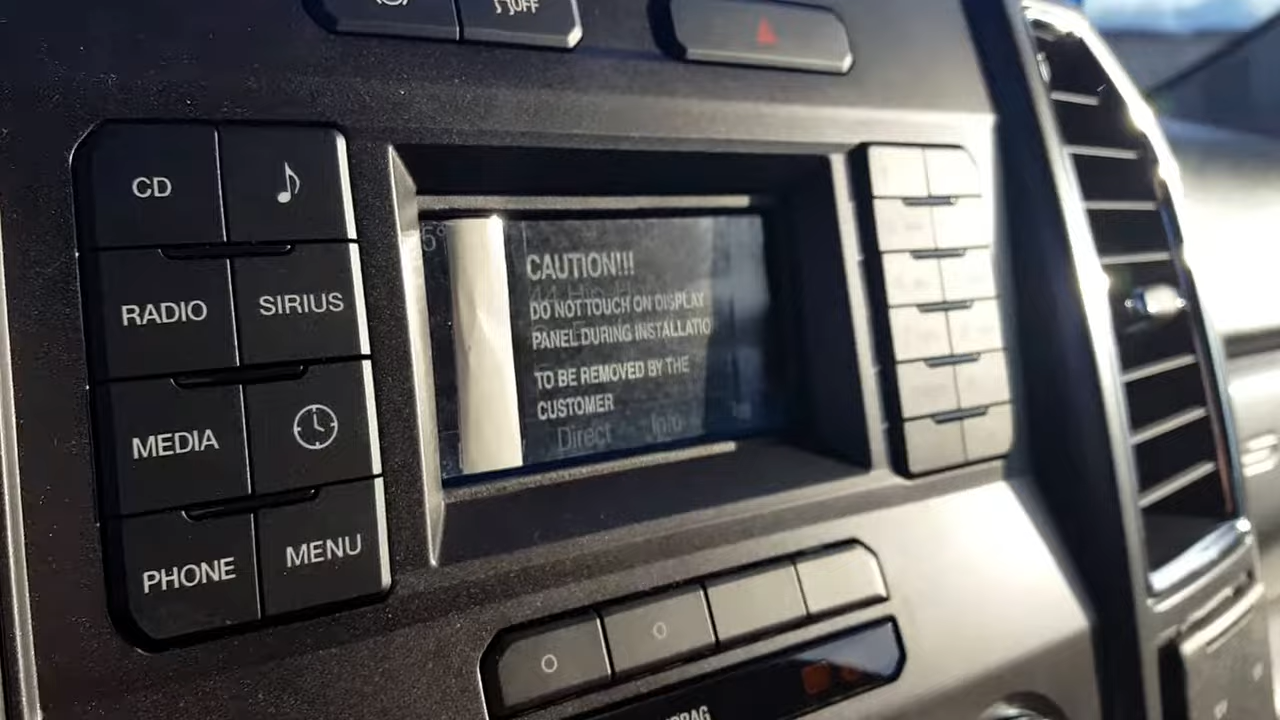 OFF
CD
RADIO SIRIUS
MEDIA
PHONE MENU
5°
CAUTION!!!
DO NOT TOUCH ON DISPLAY
PANEL DURING INSTALLATIO
TO BE REMOVED BY THE
CUSTOMER
Direct Info